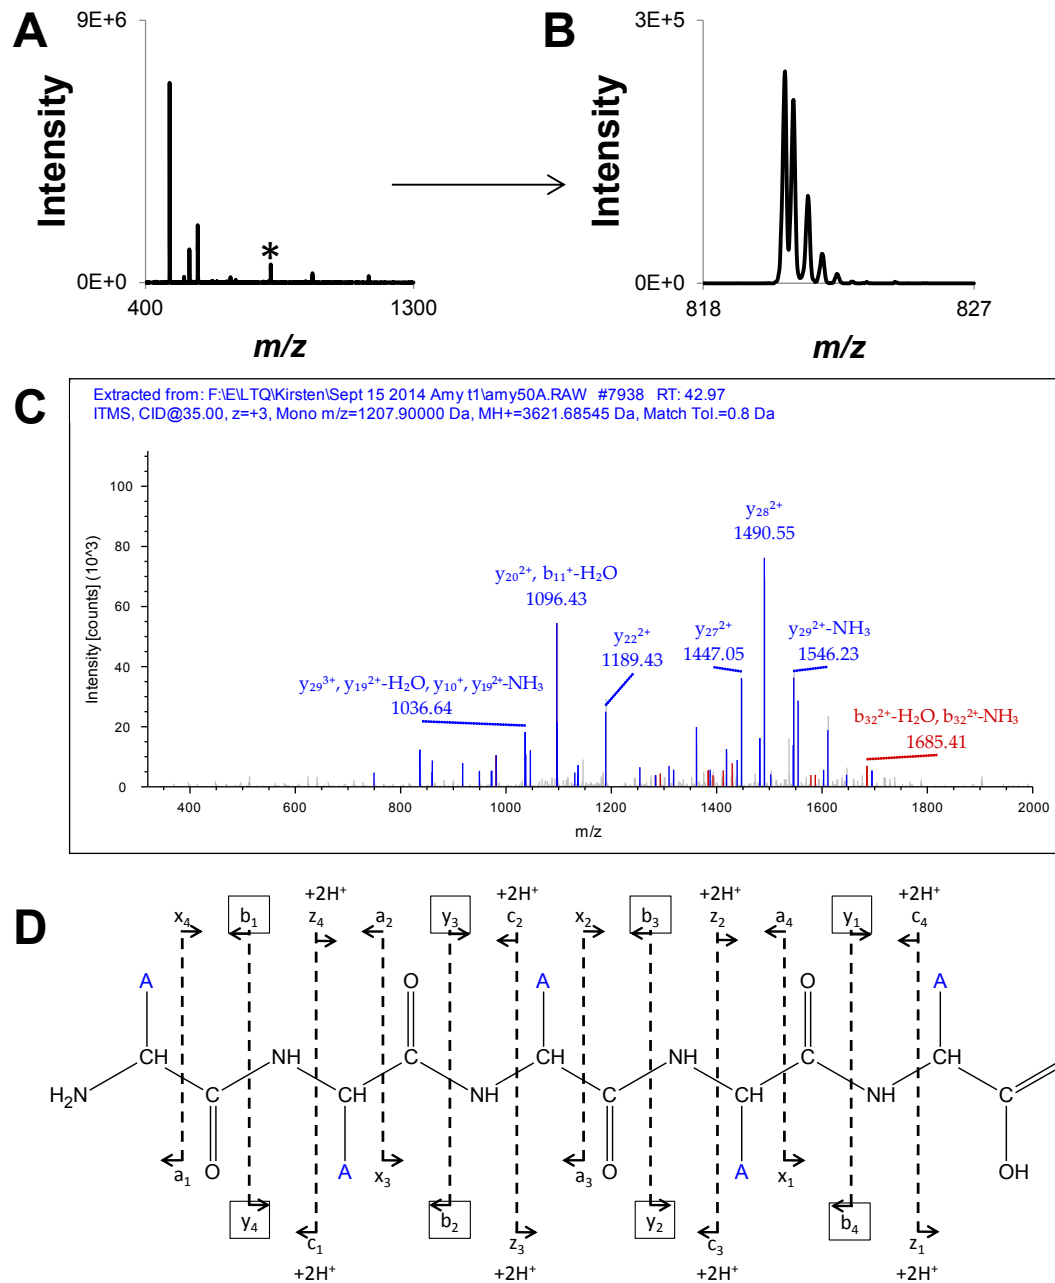 A
9E+6
Intensity
*
0E+0
400
1300
m/z
B
3E+5
Intensity
0E+0
818
827
m/z
C
Extracted from: F:\E\LTQ\Kirsten\Sept 15 2014 Amy t1\amy50A.RAW #7938 RT: 42.97
ITMS, CID@35.00, z=+3, Mono m/z=1207.90000 Da, MH+=3621.68545 Da, Match Tol.=0.8 Da
Intensity [counts] (10^3)
100
80
60
40
20
0
y₂₈²⁺
1490.55
y₂₀²⁺, b₁₁⁺-H₂O
1096.43
y₂₂²⁺
1189.43
y₂₇²⁺
1447.05
y₂₉²⁺-NH₃
1546.23
y₂₉³⁺, y₁₉²⁺-H₂O, y₁₀⁺, y₁₉²⁺-NH₃
1036.64
b₃₂²⁺-H₂O, b₃₂²⁺-NH₃
1685.41
400 600 800 1000 1200 1400 1600 1800 2000
m/z
D
+2H⁺ +2H⁺ +2H⁺ +2H⁺
x₄ b₁ z₄ a₂ y₃ c₂ x₂ b₃ z₂ a₄ y₁ c₄
A O A O A
CH NH C CH NH C CH
H₂N C CH NH C CH NH C
O A O A OH
a₁ x₃ a₃ x₁
y₄ b₂ y₂ b₄
c₁ z₃ c₃ z₁
+2H⁺ +2H⁺ +2H⁺ +2H⁺